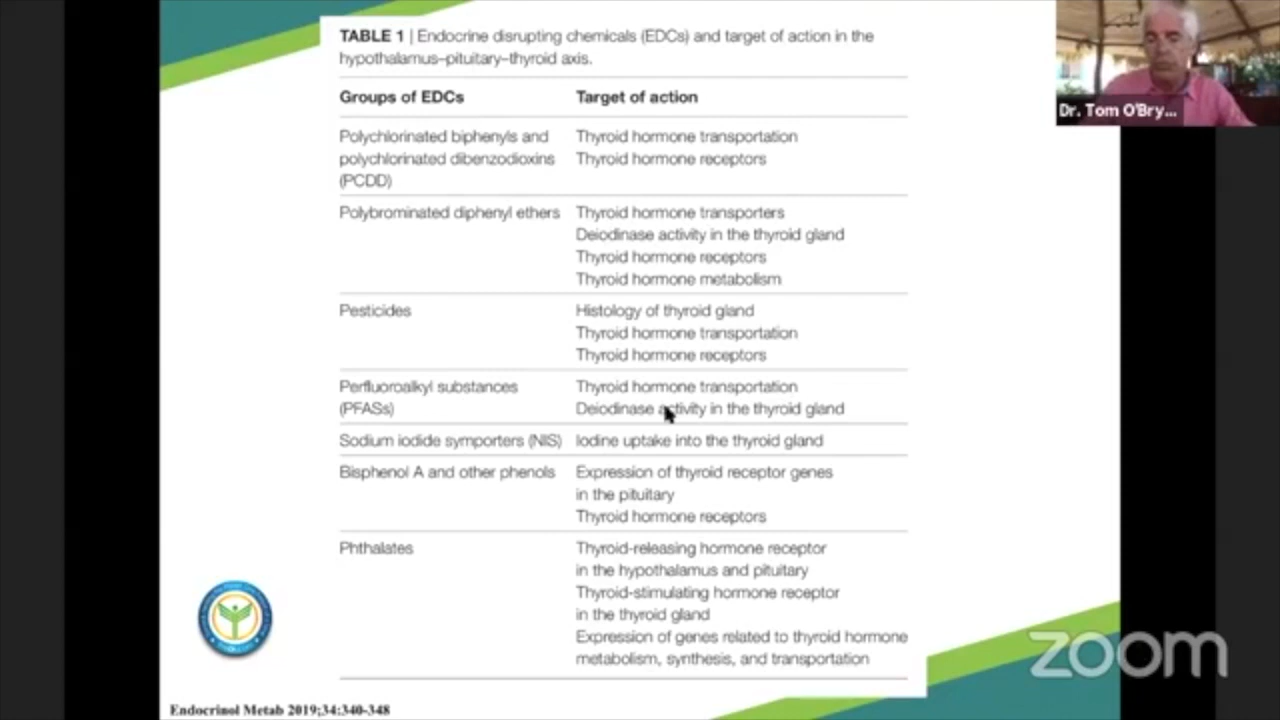 TABLE 1 | Endocrine disrupting chemicals (EDCs) and target of action in the
hypothalamus–pituitary–thyroid axis.
Groups of EDCs Target of action
Polychlorinated biphenyls and Thyroid hormone transportation
polychlorinated dibenzodioxins Thyroid hormone receptors
(PCDD)
Polybrominated diphenyl ethers Thyroid hormone transporters
Deiodinase activity in the thyroid gland
Thyroid hormone receptors
Thyroid hormone metabolism
Pesticides Histology of thyroid gland
Thyroid hormone transportation
Thyroid hormone receptors
Perfluoroalkyl substances Thyroid hormone transportation
(PFASs) Deiodinase activity in the thyroid gland
Sodium iodide symporters (NIS) Iodine uptake into the thyroid gland
Bisphenol A and other phenols Expression of thyroid receptor genes
in the pituitary
Thyroid hormone receptors
Phthalates Thyroid-releasing hormone receptor
in the hypothalamus and pituitary
Thyroid-stimulating hormone receptor
in the thyroid gland
Expression of genes related to thyroid hormone
metabolism, synthesis, and transportation
Endocrinol Metab 2019;34:340-348
Dr. Tom O'Bry...
zoom